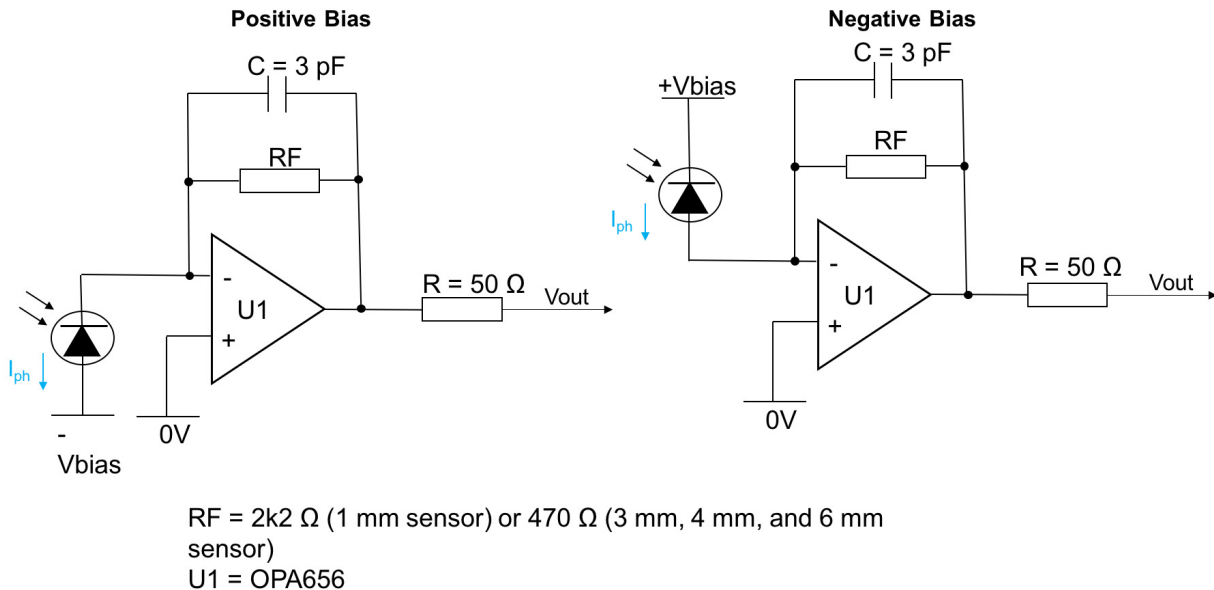 Positive Bias
C = 3 pF
RF
-
U1
+
R = 50 Ω
Vout
Iph
-
Vbias
0V
Negative Bias
C = 3 pF
+Vbias
RF
Iph
-
U1
+
R = 50 Ω
Vout
0V
RF = 2k2 Ω (1 mm sensor) or 470 Ω (3 mm, 4 mm, and 6 mm
sensor)
U1 = OPA656